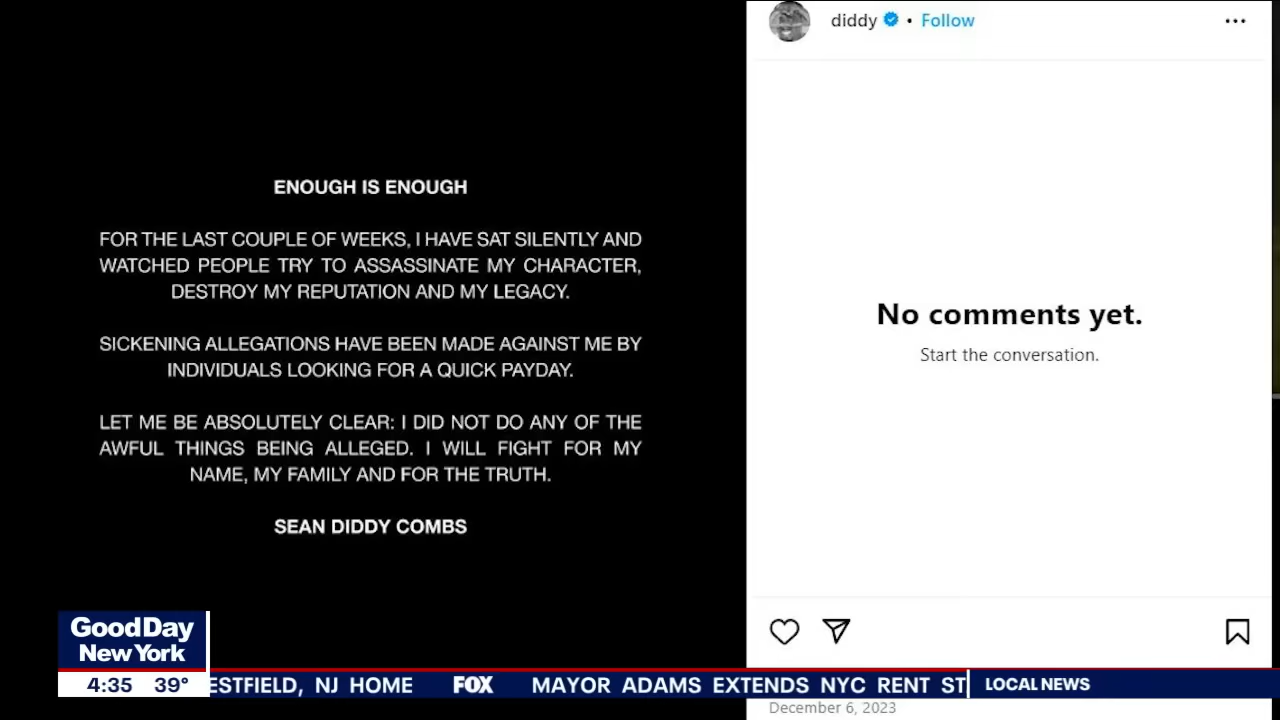 ENOUGH IS ENOUGH
FOR THE LAST COUPLE OF WEEKS, I HAVE SAT SILENTLY AND
WATCHED PEOPLE TRY TO ASSASSINATE MY CHARACTER,
DESTROY MY REPUTATION AND MY LEGACY.
SICKENING ALLEGATIONS HAVE BEEN MADE AGAINST ME BY
INDIVIDUALS LOOKING FOR A QUICK PAYDAY.
LET ME BE ABSOLUTELY CLEAR: I DID NOT DO ANY OF THE
AWFUL THINGS BEING ALLEGED. I WILL FIGHT FOR MY
NAME, MY FAMILY AND FOR THE TRUTH.
SEAN DIDDY COMBS
diddy • Follow
No comments yet.
Start the conversation.
December 6, 2023
GoodDay
New York
4:35 39°
ESTFIELD, NJ HOME FOX MAYOR ADAMS EXTENDS NYC RENT ST
LOCAL NEWS